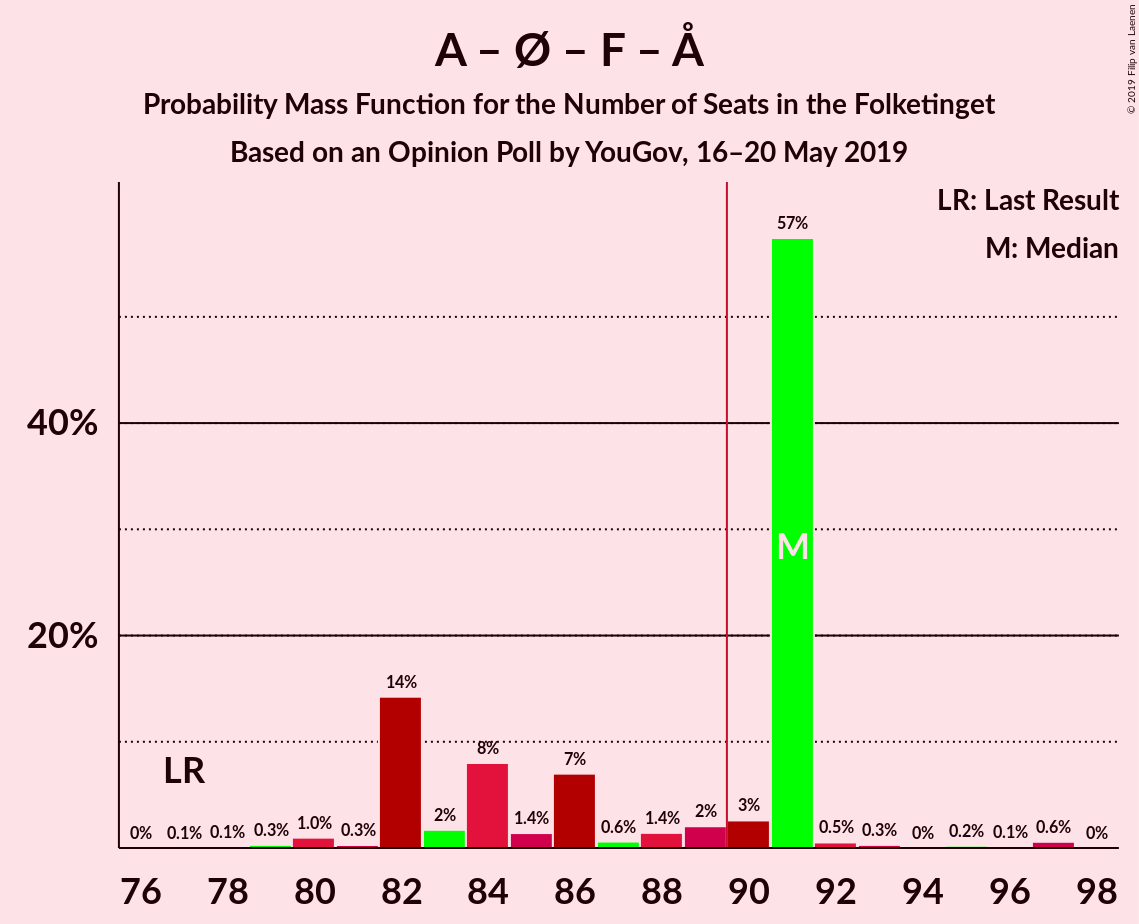 A – Ø – F – Å
Probability Mass Function for the Number of Seats in the Folketinget
Based on an Opinion Poll by YouGov, 16–20 May 2019
© 2019 Filip van Laenen
LR: Last Result
M: Median
57%
40%
M
20%
14%
8%
7%
LR
0% 0.1% 0.1% 0.3% 1.0% 0.3% 2% 1.4% 0.6% 1.4% 2% 3% 0.5% 0.3% 0% 0.2% 0.1% 0.6% 0%
76 78 80 82 84 86 88 90 92 94 96 98